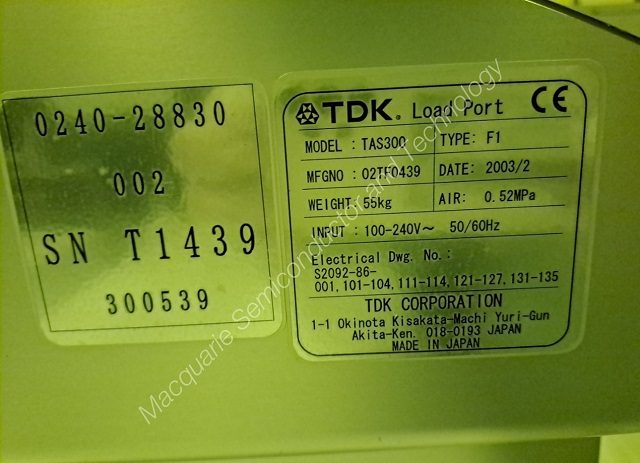 0240-28830
002
SN T1439
300539
TDK. Load Port CE
MODEL : TAS300 TYPE: F1
MFGNO : 02TF0439 DATE: 2003/2
WEIGHT: 55kg AIR: 0.52MPa
INPUT : 100-240V~ 50/60Hz
Electrical Dwg. No.:
S2092-86-
001,101-104,111-114,121-127,131-135
TDK CORPORATION
1-1 Okinota Kisakata-Machi Yuri-Gun
Akita-Ken. 018-0193 JAPAN
MADE IN JAPAN
Macquarie Semiconductor and Technology